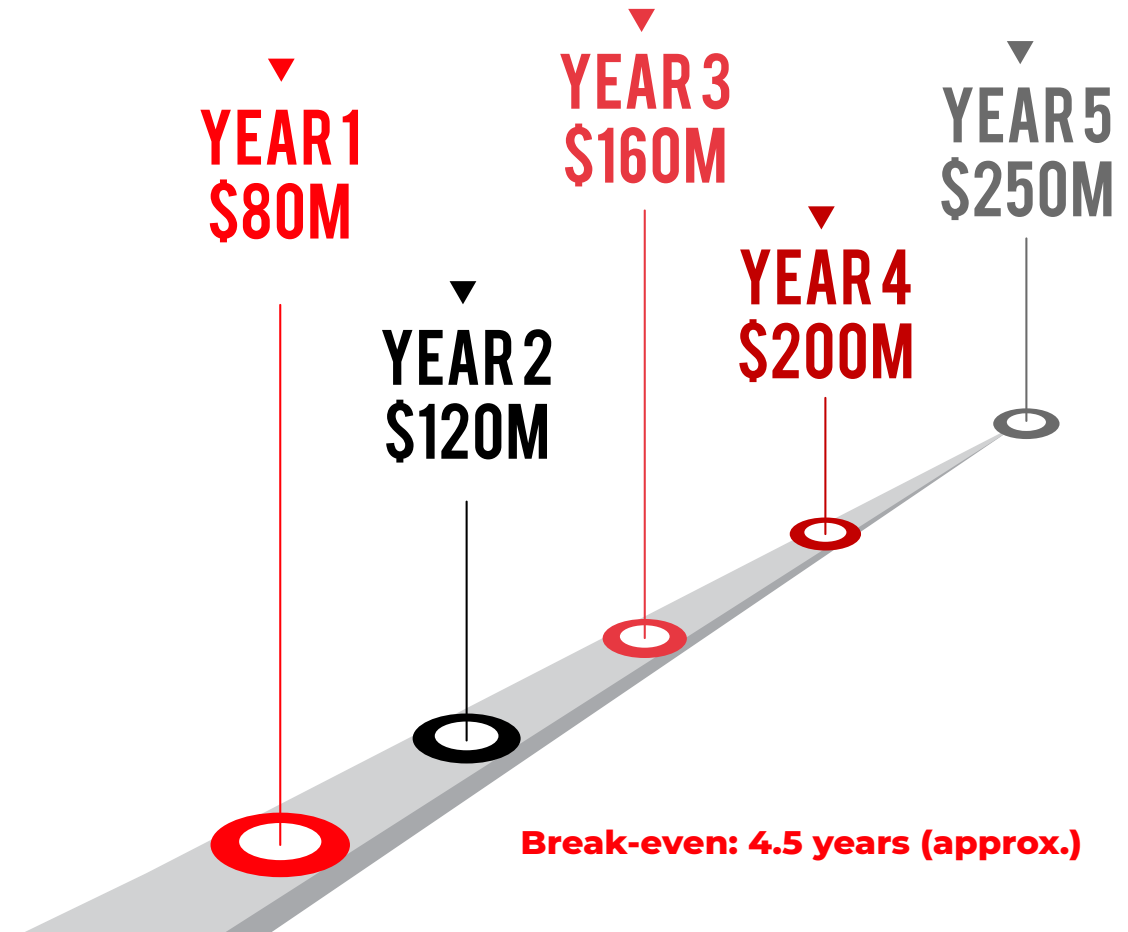 YEAR 1
$80M
YEAR 2
$120M
YEAR 3
$160M
YEAR 4
$200M
YEAR 5
$250M
Break-even: 4.5 years (approx.)